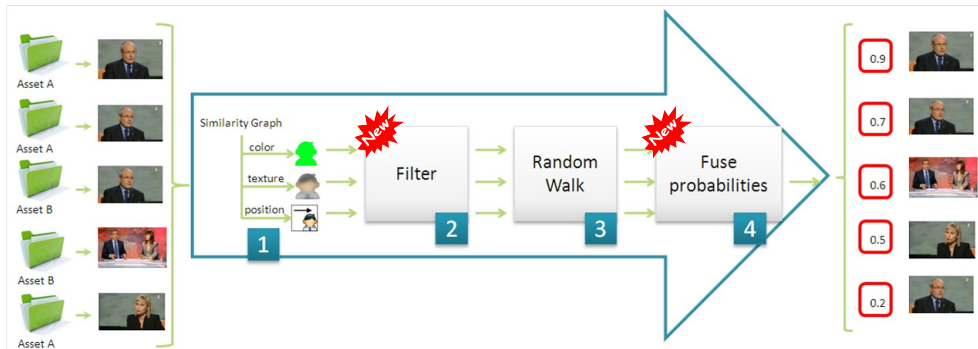 Asset A
Asset A
Asset B
Asset B
Asset A
Similarity Graph
color
texture
position
1
New
Filter
2
Random
Walk
3
New
Fuse
probabilities
4
0.9
0.7
0.6
0.5
0.2